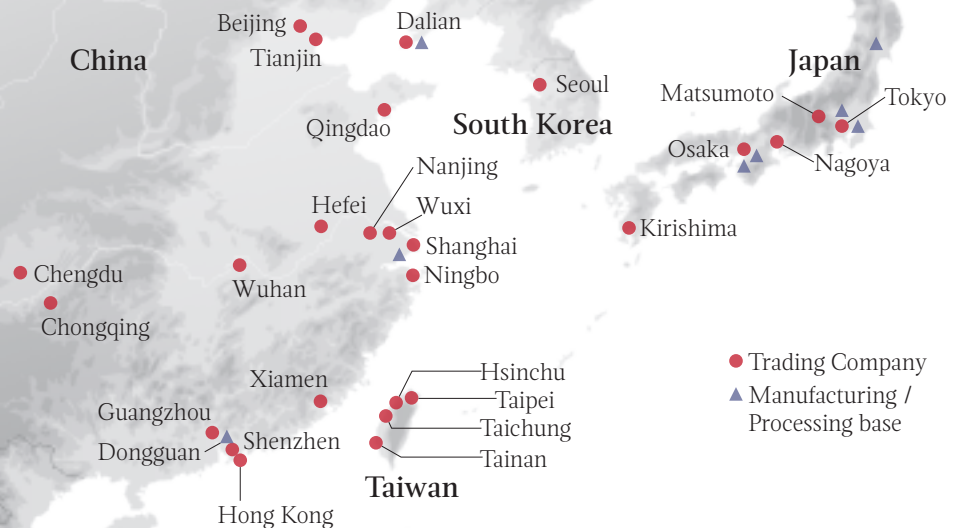 Beijing
Dalian
China
Tianjin
Japan
Seoul
Matsumoto
Tokyo
Qingdao
South Korea
Osaka
Nagoya
Nanjing
Hefei
Wuxi
Kirishima
Shanghai
Chengdu
Ningbo
Wuhan
Chongqing
Trading Company
Hsinchu
Xiamen
Manufacturing /
Processing base
Taipei
Guangzhou
Taichung
Shenzhen
Dongguan
Tainan
Taiwan
Hong Kong